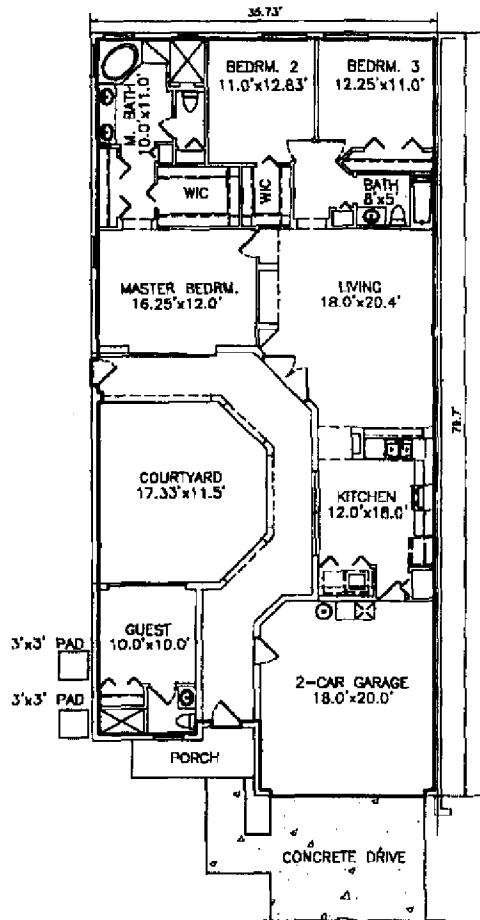 35.73'
BEDRM. 2
11.0'x12.83'
BEDRM. 3
12.25'x11.0'
M. BATH
10.0'x11.0'
WIC
WIC
BATH
8'x5'
MASTER BEDRM.
16.25'x12.0'
LIVING
18.0'x20.4'
79.7'
COURTYARD
17.33'x11.5'
KITCHEN
12.0'x18.0'
GUEST
10.0'x10.0'
3'x3' PAD
3'x3' PAD
2-CAR GARAGE
18.0'x20.0'
PORCH
CONCRETE DRIVE